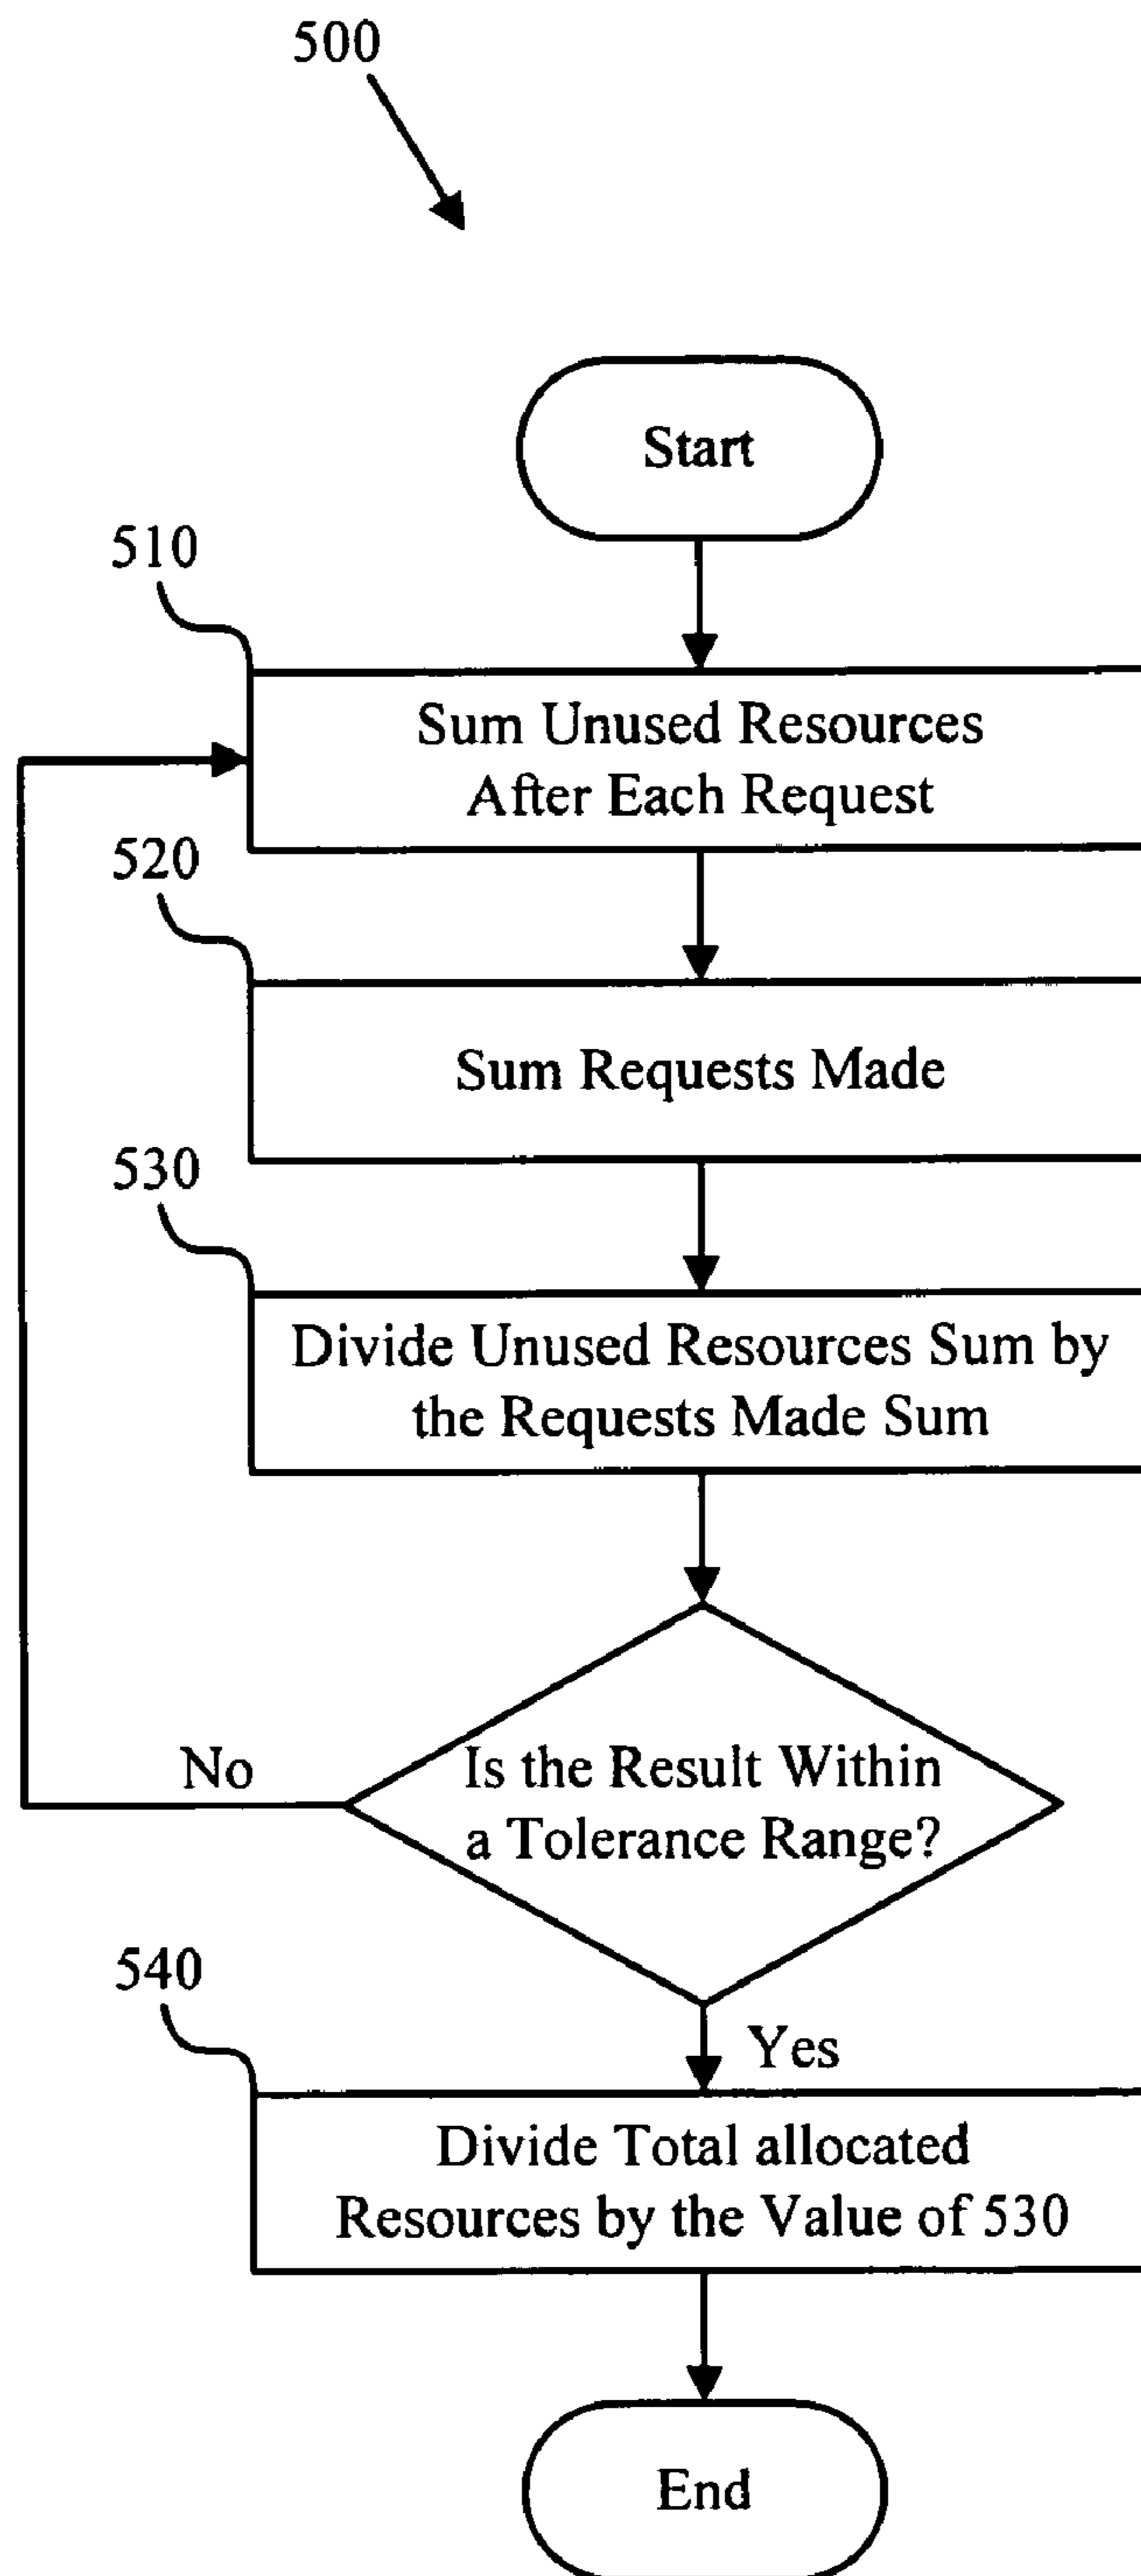 500
Start
510
Sum Unused Resources
After Each Request
520
Sum Requests Made
530
Divide Unused Resources Sum by
the Requests Made Sum
No
Is the Result Within
a Tolerance Range?
540
Yes
Divide Total allocated
Resources by the Value of 530
End